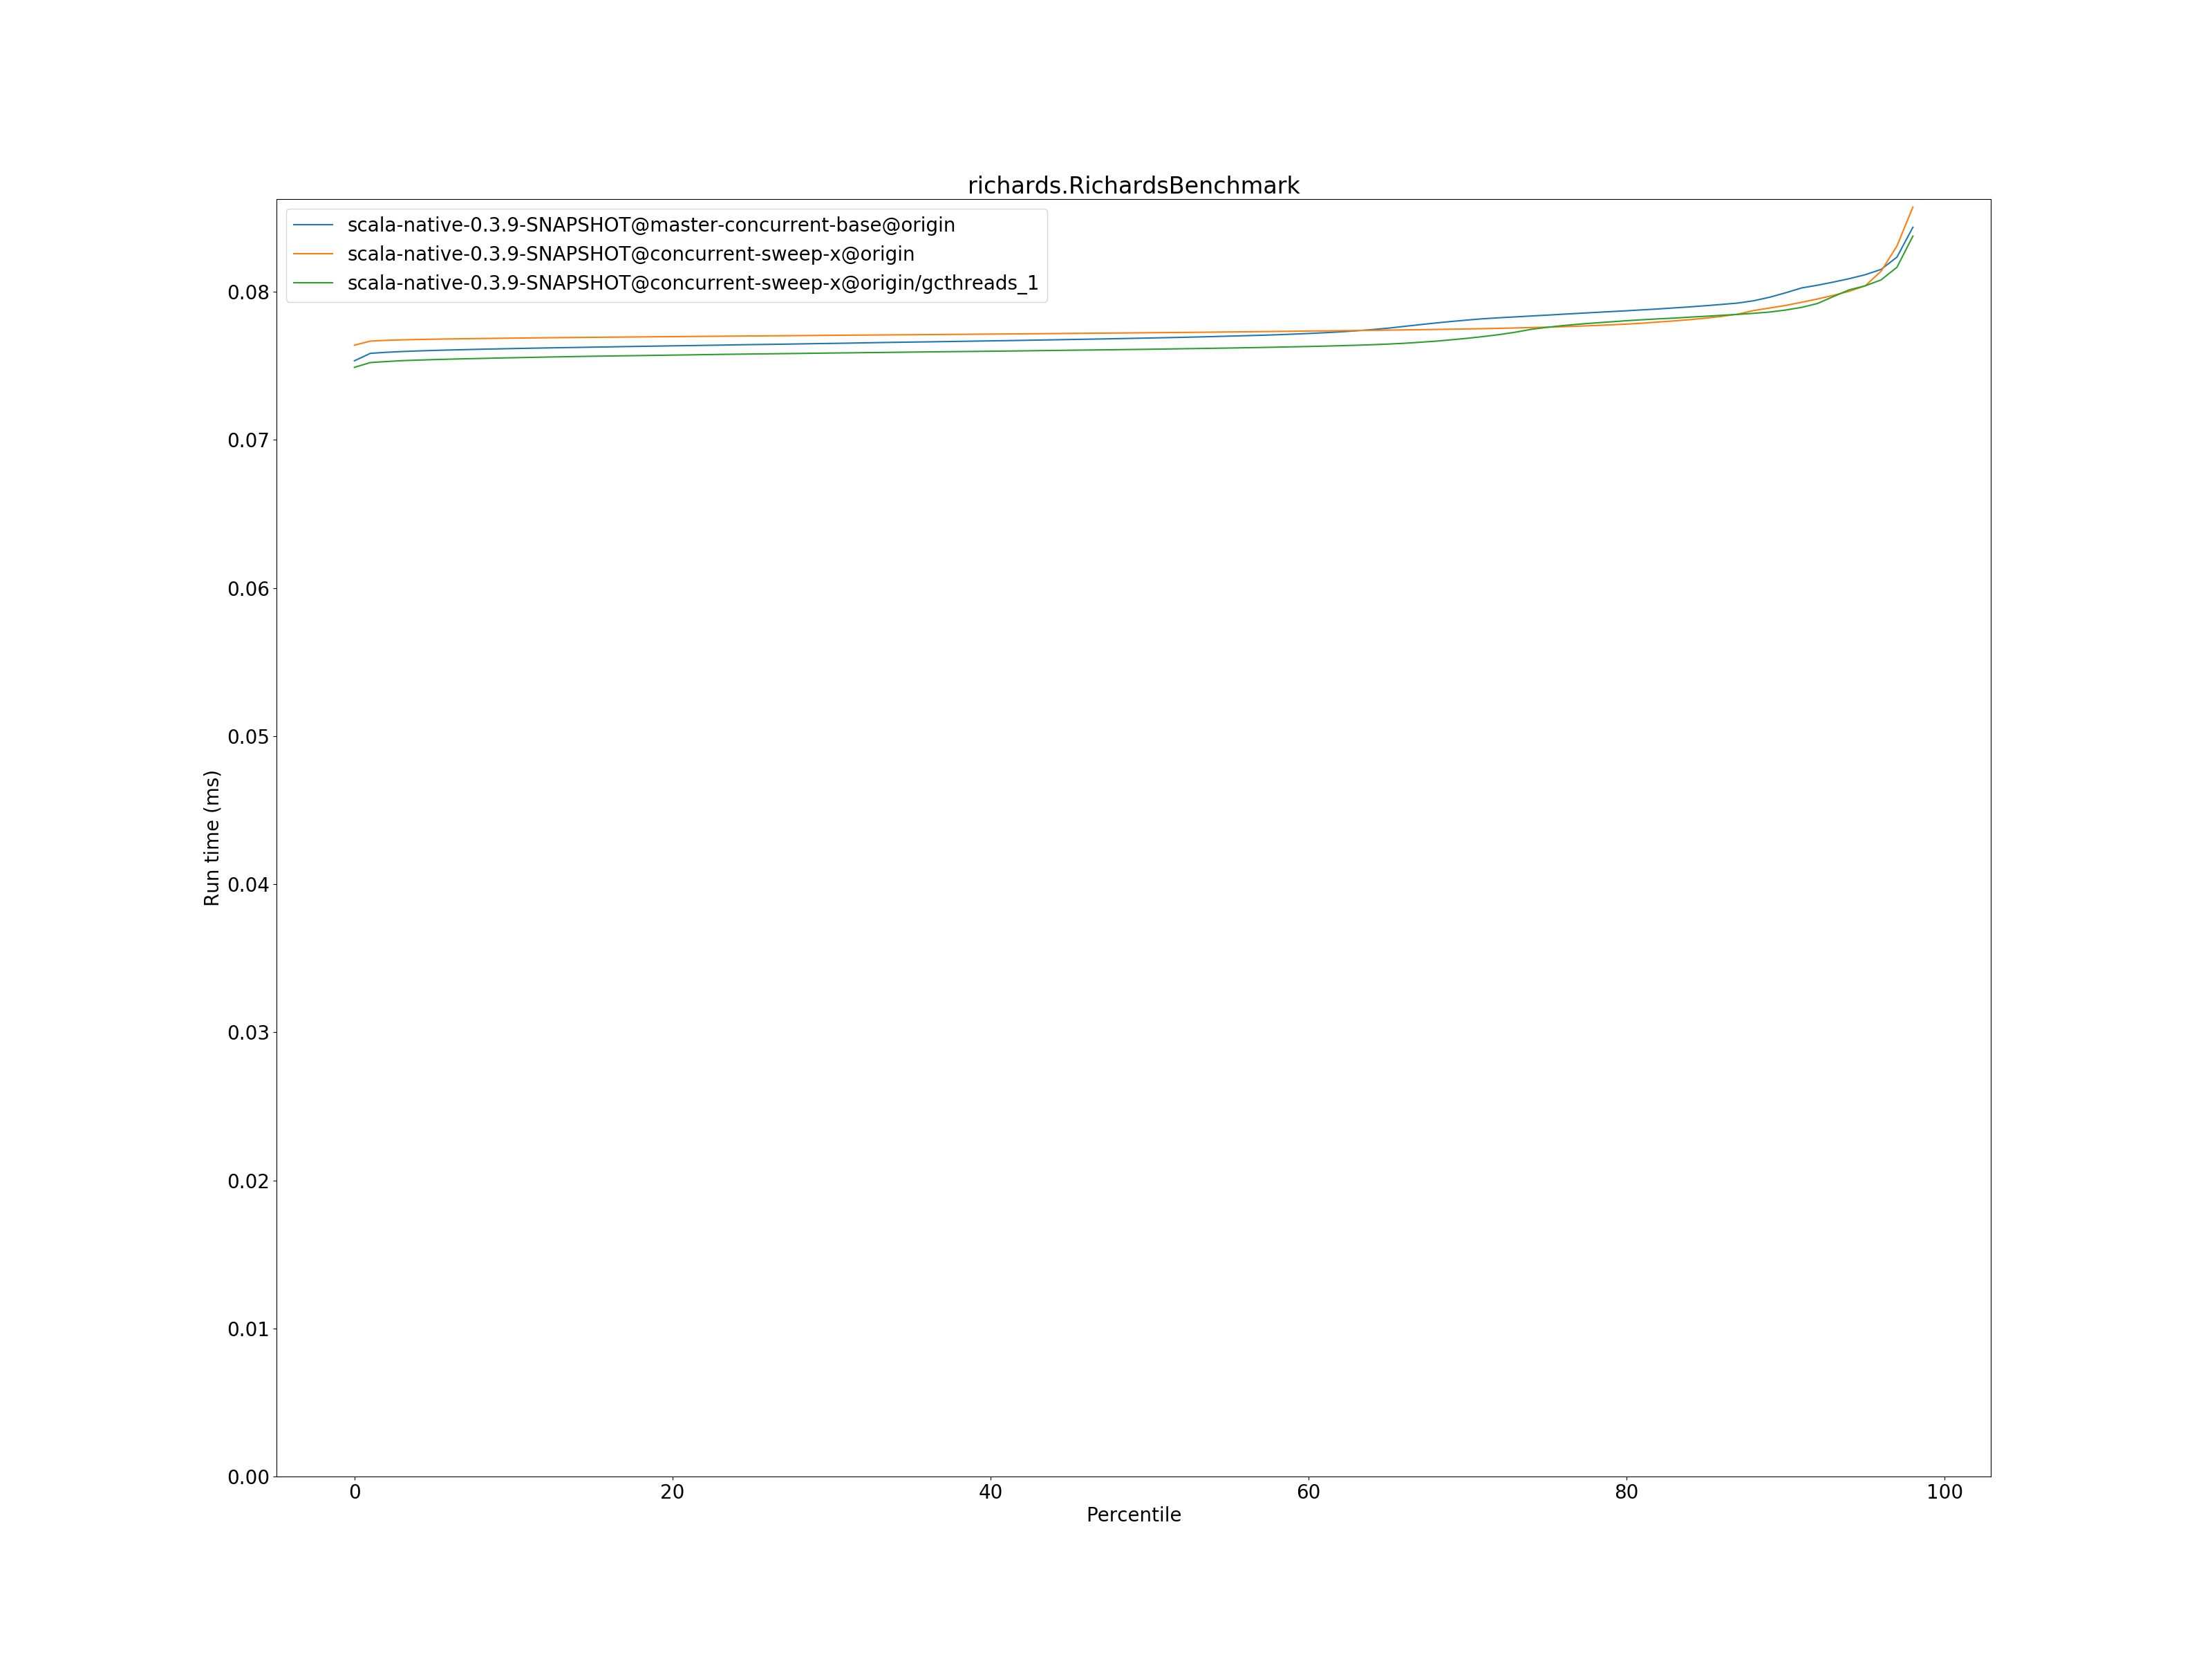 richards.RichardsBenchmark
scala-native-0.3.9-SNAPSHOT@master-concurrent-base@origin
scala-native-0.3.9-SNAPSHOT@concurrent-sweep-x@origin
scala-native-0.3.9-SNAPSHOT@concurrent-sweep-x@origin/gcthreads_1
0.08
0.07
0.06
0.05
0.04
0.03
0.02
0.01
0.00
Run time (ms)
0 20 40 60 80 100
Percentile